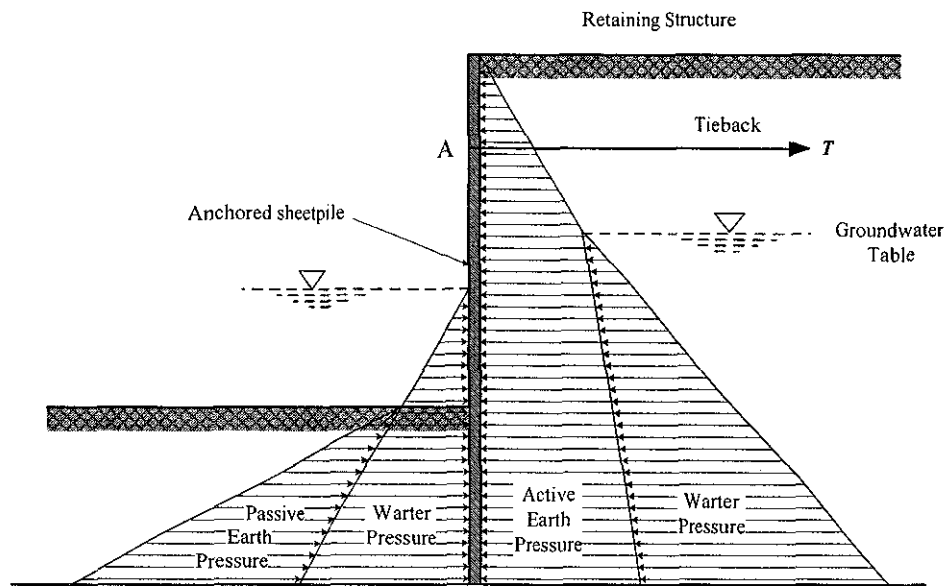 Retaining Structure
Tieback
A
T
Anchored sheetpile
Groundwater
Table
Passive
Earth
Pressure
Warter
Pressure
Active
Earth
Pressure
Warter
Pressure